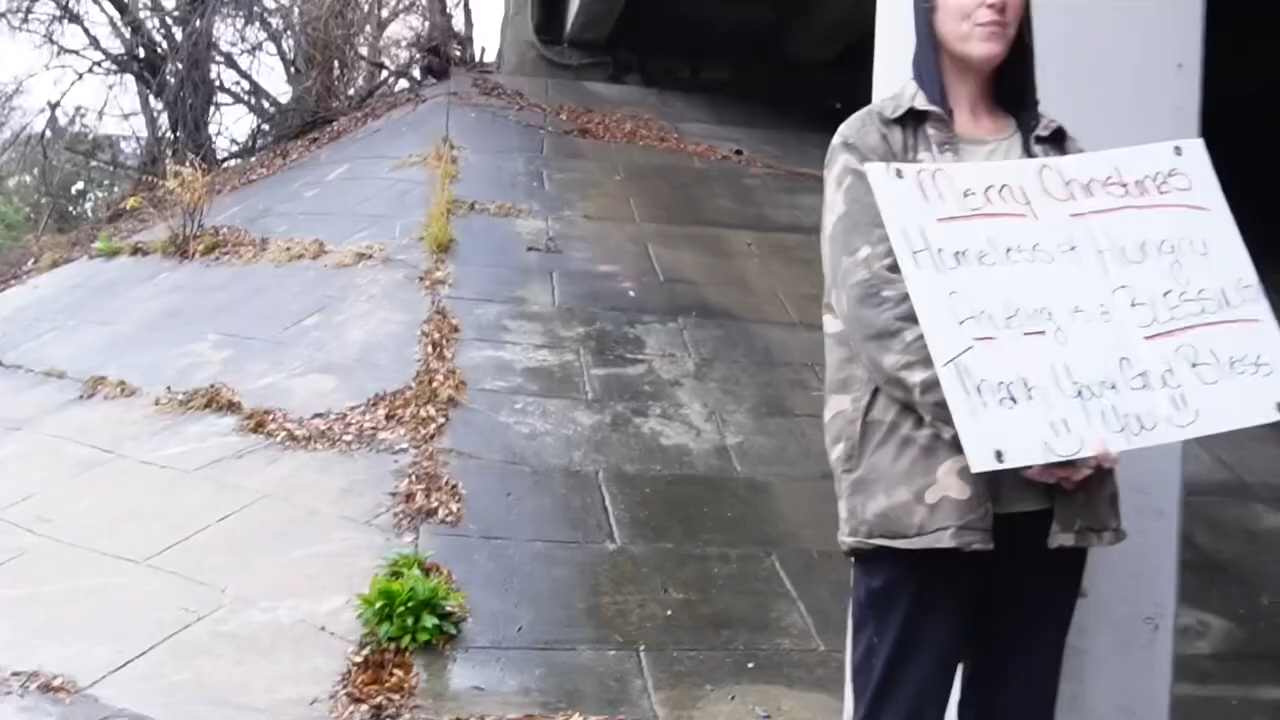 Merry Christmas
Homeless & Hungry
Anything is a BLESSING
Thank You God Bless
You